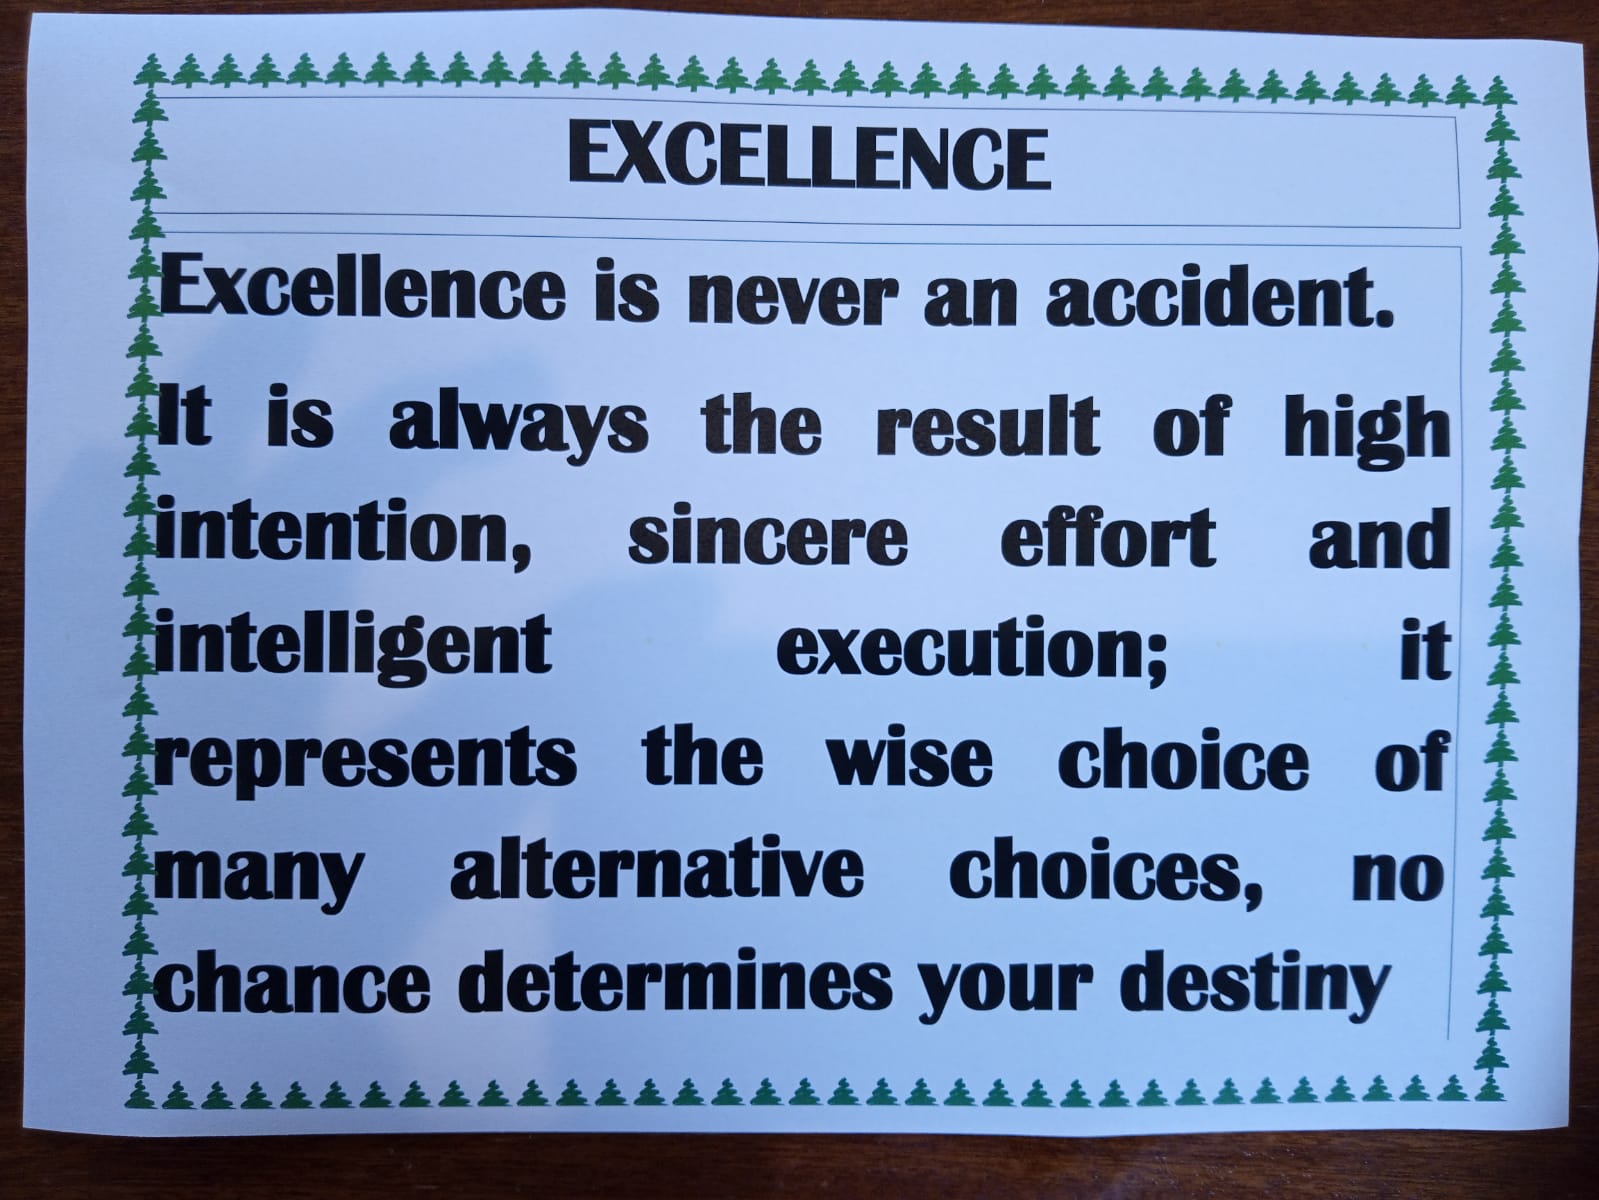 EXCELLENCE
Excellence is never an accident.
It is always the result of high
intention, sincere effort and
intelligent execution; it
represents the wise choice of
many alternative choices, no
chance determines your destiny